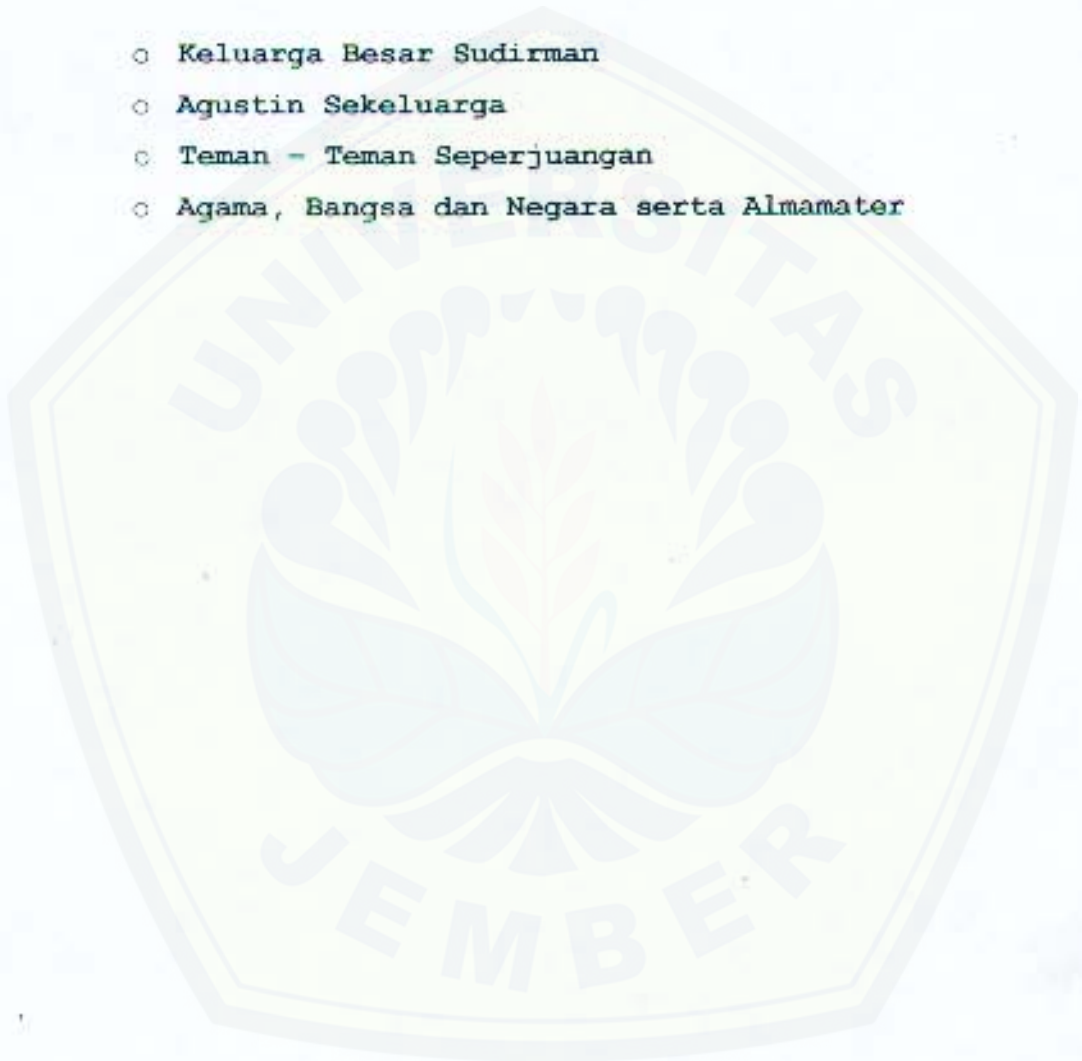 ○ Keluarga Besar Sudirman
○ Agustin Sekeluarga
○ Teman – Teman Seperjuangan
○ Agama, Bangsa dan Negara serta Almamater
UNIVERSITAS
JEMBER